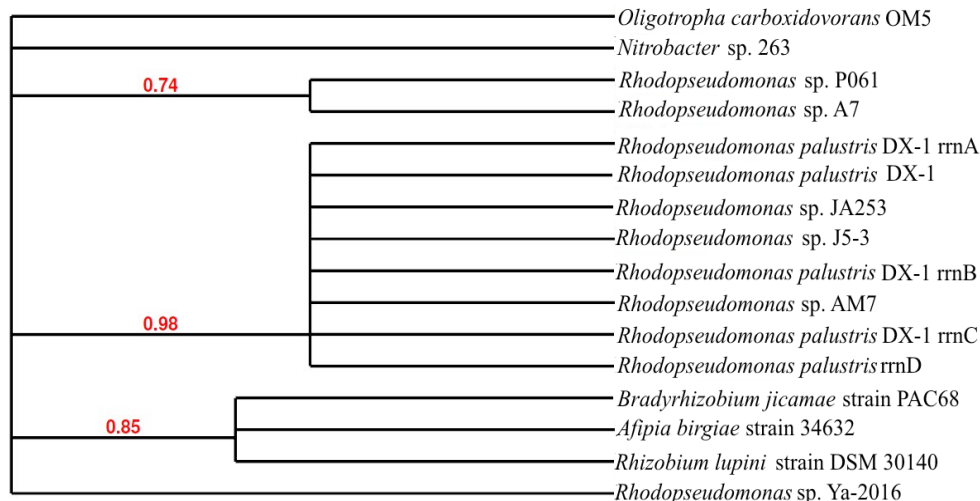 Oligotropha carboxidovorans OM5
Nitrobacter sp. 263
0.74
Rhodopseudomonas sp. P061
Rhodopseudomonas sp. A7
Rhodopseudomonas palustris DX-1 rrnA
Rhodopseudomonas palustris DX-1
Rhodopseudomonas sp. JA253
Rhodopseudomonas sp. J5-3
Rhodopseudomonas palustris DX-1 rrnB
Rhodopseudomonas sp. AM7
0.98
Rhodopseudomonas palustris DX-1 rrnC
Rhodopseudomonas palustris rrnD
Bradyrhizobium jicamae strain PAC68
0.85
Afipia birgiae strain 34632
Rhizobium lupini strain DSM 30140
Rhodopseudomonas sp. Ya-2016